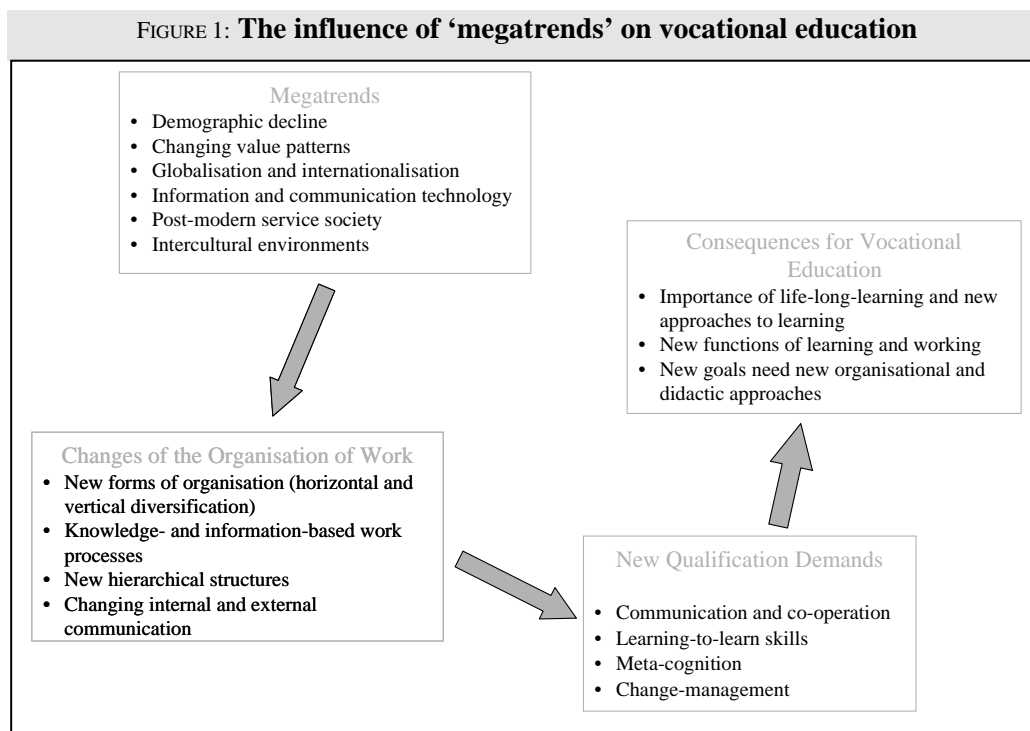 FIGURE 1: The influence of ‘megatrends’ on vocational education
Megatrends
• Demographic decline
• Changing value patterns
• Globalisation and internationalisation
• Information and communication technology
• Post-modern service society
• Intercultural environments
Changes of the Organisation of Work
• New forms of organisation (horizontal and
vertical diversification)
• Knowledge- and information-based work
processes
• New hierarchical structures
• Changing internal and external
communication
New Qualification Demands
• Communication and co-operation
• Learning-to-learn skills
• Meta-cognition
• Change-management
Consequences for Vocational
Education
• Importance of life-long-learning and new
approaches to learning
• New functions of learning and working
• New goals need new organisational and
didactic approaches